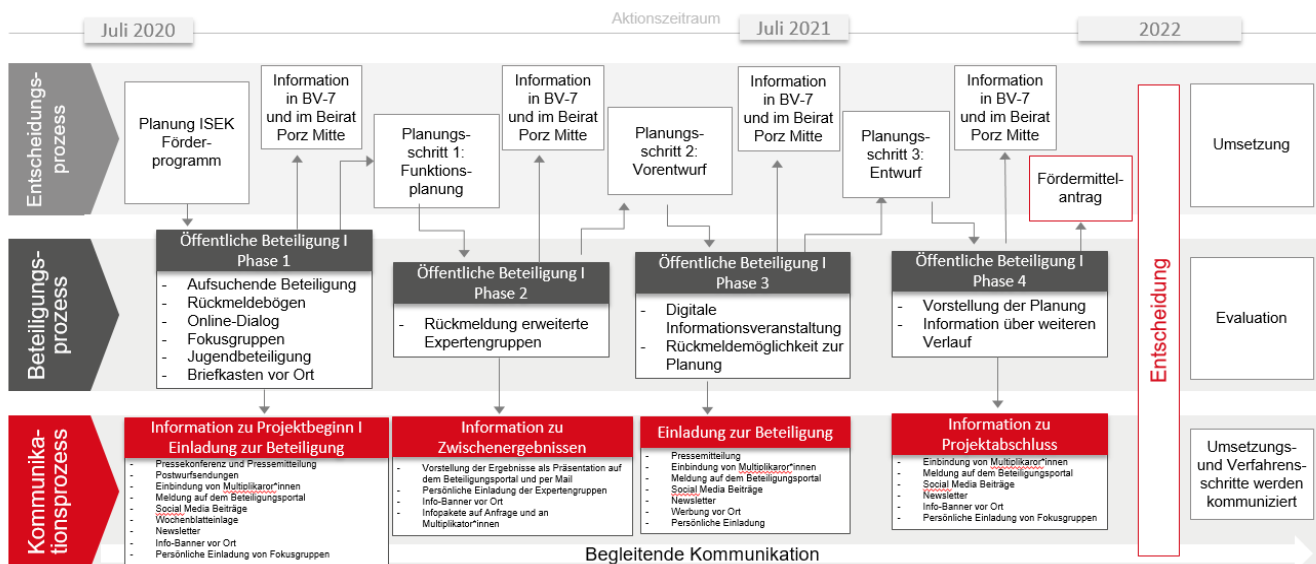 Aktionszeitraum
Juli 2020
Juli 2021
2022
Entscheidungs-
prozess
Planung ISEK
Förder-
programm
Information
in BV-7
und im Beirat
Porz Mitte
Planungs-
schritt 1:
Funktions-
planung
Information
in BV-7
und im Beirat
Porz Mitte
Planungs-
schritt 2:
Vorentwurf
Information
in BV-7
und im Beirat
Porz Mitte
Planungs-
schritt 3:
Entwurf
Information
in BV-7
und im Beirat
Porz Mitte
Fördermittel-
antrag
Entscheidung
Umsetzung
Beteiligungs-
prozess
Öffentliche Beteiligung I
Phase 1
- Aufsuchende Beteiligung
- Rückmeldebögen
- Online-Dialog
- Fokusgruppen
- Jugendbeteiligung
- Briefkasten vor Ort
Öffentliche Beteiligung I
Phase 2
- Rückmeldung erweiterte
Expertengruppen
Öffentliche Beteiligung I
Phase 3
- Digitale
Informationsveranstaltung
- Rückmeldemöglichkeit zur
Planung
Öffentliche Beteiligung I
Phase 4
- Vorstellung der Planung
- Information über weiteren
Verlauf
Evaluation
Kommunika-
tionsprozess
Information zu Projektbeginn I
Einladung zur Beteiligung
- Pressekonferenz und Pressemitteilung
- Postwurfsendungen
- Einbindung von Multiplikaror*innen
- Meldung auf dem Beteiligungsportal
- Social Media Beiträge
- Wochenblatteinlage
- Newsletter
- Info-Banner vor Ort
- Persönliche Einladung von Fokusgruppen
Information zu
Zwischenergebnissen
- Vorstellung der Ergebnisse als Präsentation auf
dem Beteiligungsportal und per Mail
- Persönliche Einladung der Expertengruppen
- Info-Banner vor Ort
- Infopakete auf Anfrage und an
Multiplikator*innen
Einladung zur Beteiligung
- Pressemitteilung
- Einbindung von Multiplikaror*innen
- Meldung auf dem Beteiligungsportal
- Social Media Beiträge
- Newsletter
- Werbung vor Ort
- Persönliche Einladung
Information zu
Projektabschluss
- Einbindung von Multiplikaror*innen
- Meldung auf dem Beteiligungsportal
- Social Media Beiträge
- Newsletter
- Info-Banner vor Ort
- Persönliche Einladung von Fokusgruppen
Umsetzungs-
und Verfahrens-
schritte werden
kommuniziert
Begleitende Kommunikation